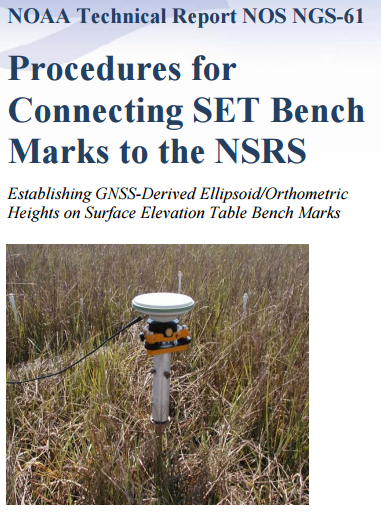 NOAA Technical Report NOS NGS-61
Procedures for
Connecting SET Bench
Marks to the NSRS
Establishing GNSS-Derived Ellipsoid/Orthometric
Heights on Surface Elevation Table Bench Marks